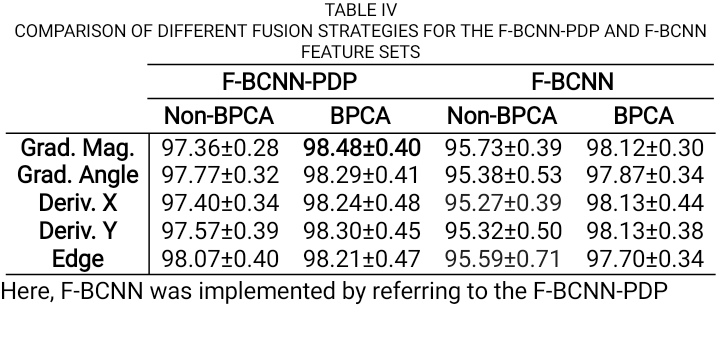 TABLE IV
COMPARISON OF DIFFERENT FUSION STRATEGIES FOR THE F-BCNN-PDP AND F-BCNN
FEATURE SETS
F-BCNN-PDP F-BCNN
Non-BPCA BPCA Non-BPCA BPCA
Grad. Mag. 97.36±0.28 98.48±0.40 95.73±0.39 98.12±0.30
Grad. Angle 97.77±0.32 98.29±0.41 95.38±0.53 97.87±0.34
Deriv. X 97.40±0.34 98.24±0.48 95.27±0.39 98.13±0.44
Deriv. Y 97.57±0.39 98.30±0.45 95.32±0.50 98.13±0.38
Edge 98.07±0.40 98.21±0.47 95.59±0.71 97.70±0.34
Here, F-BCNN was implemented by referring to the F-BCNN-PDP